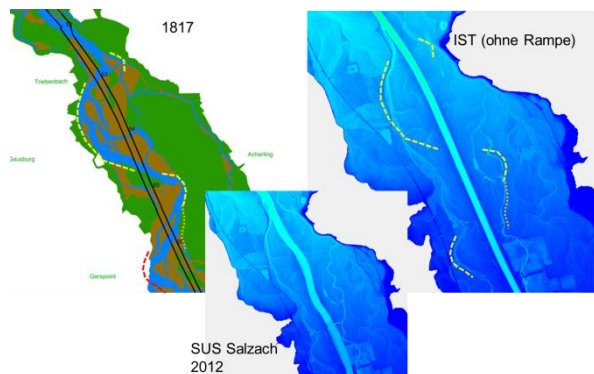 1817
IST (ohne Rampe)
Triebenbach
Acharting
Gerspoint
SUS Salzach
2012